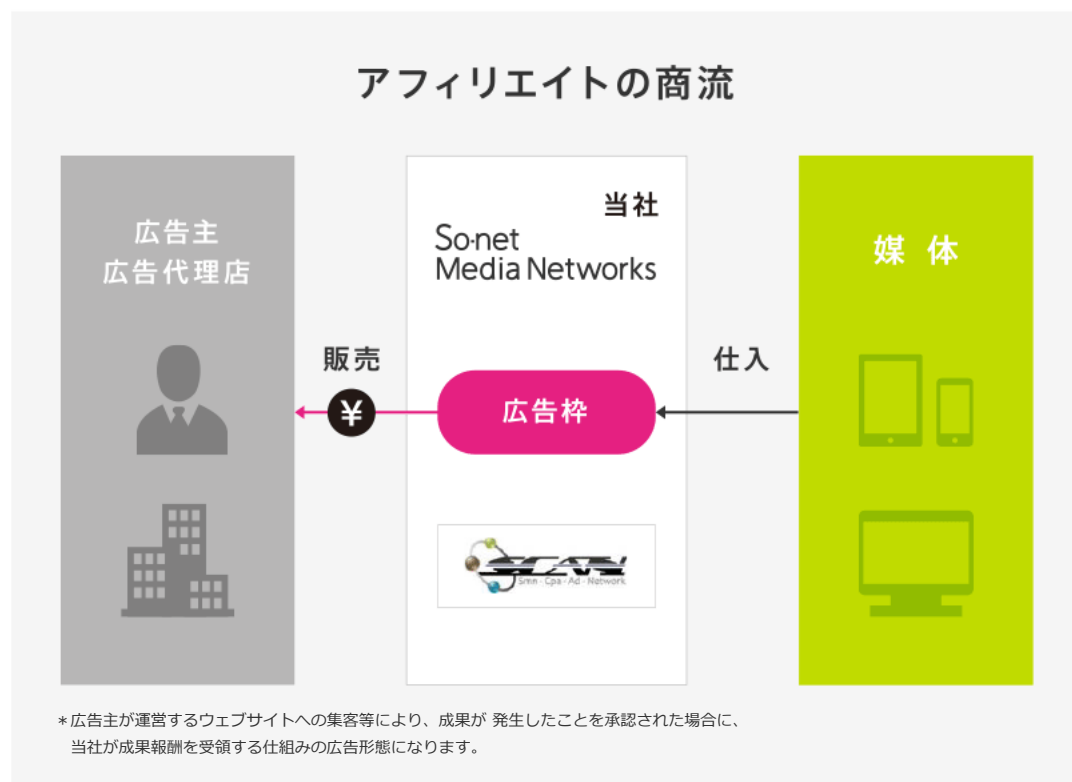 アフィリエイトの商流
広告主
広告代理店
当社
So-net
Media Networks
媒 体
販売
仕入
¥
広告枠
SCAN
Smn - Cpa - Ad - Network
＊広告主が運営するウェブサイトへの集客等により、成果が 発生したことを承認された場合に、
当社が成果報酬を受領する仕組みの広告形態になります。